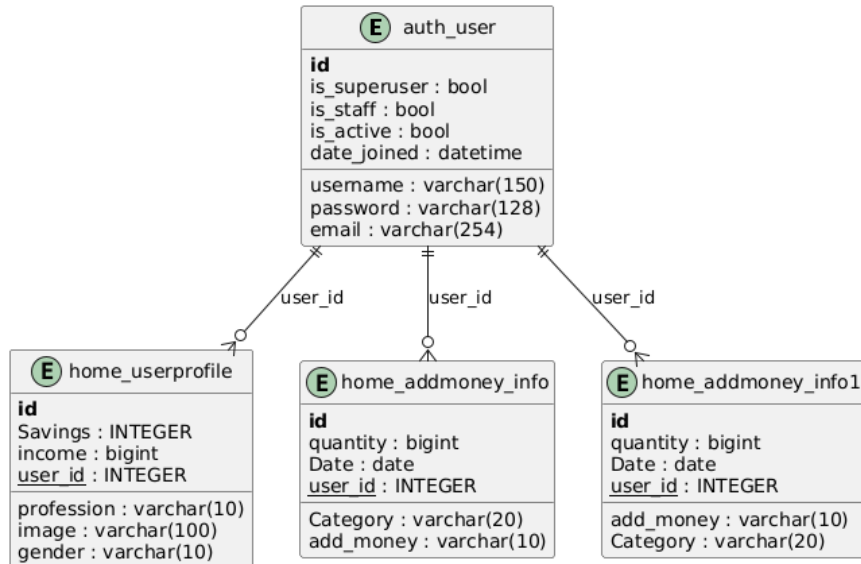 E auth_user
id
is_superuser : bool
is_staff : bool
is_active : bool
date_joined : datetime
username : varchar(150)
password : varchar(128)
email : varchar(254)
user_id
user_id
user_id
E home_userprofile
id
Savings : INTEGER
income : bigint
user_id : INTEGER
profession : varchar(10)
image : varchar(100)
gender : varchar(10)
E home_addmoney_info
id
quantity : bigint
Date : date
user_id : INTEGER
Category : varchar(20)
add_money : varchar(10)
E home_addmoney_info1
id
quantity : bigint
Date : date
user_id : INTEGER
add_money : varchar(10)
Category : varchar(20)